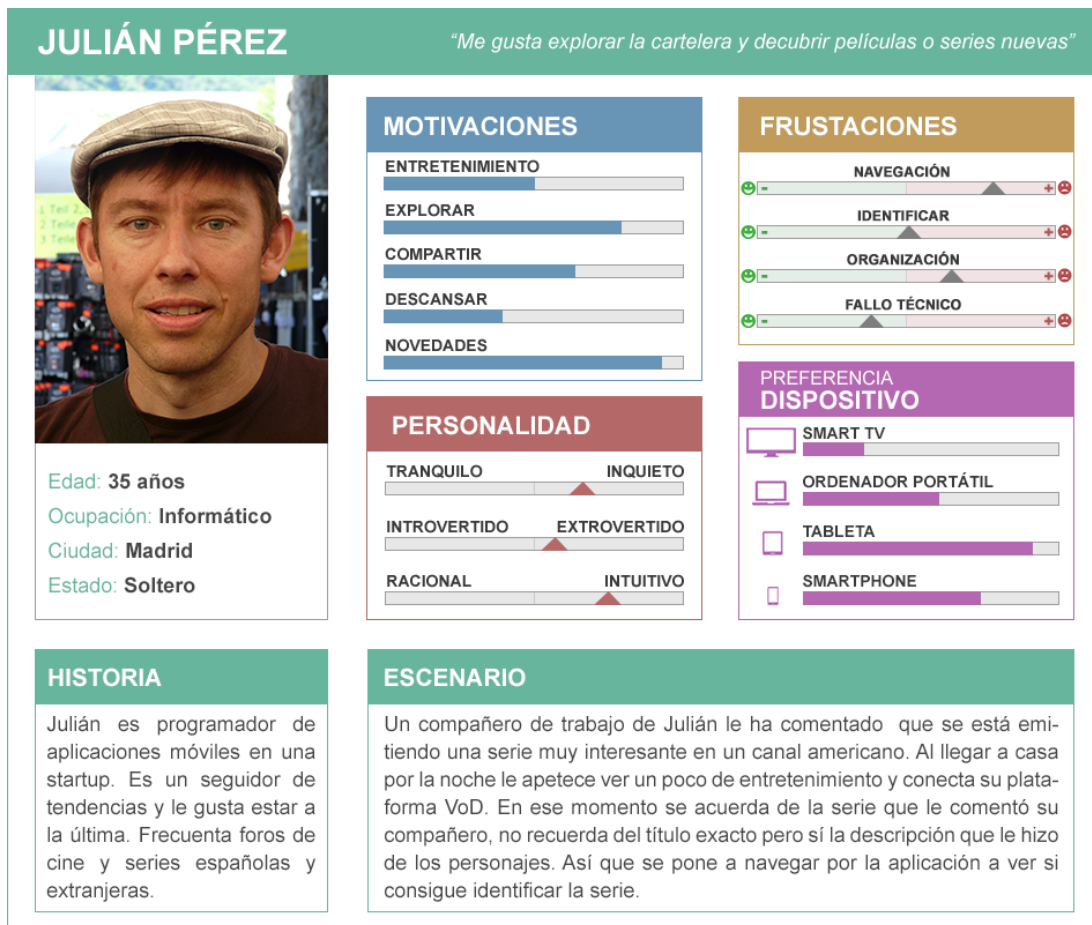 JULIÁN PÉREZ
“Me gusta explorar la cartelera y decubrir películas o series nuevas”
1 Teil 2,
2 Teile
3 Teile
Edad: 35 años
Ocupación: Informático
Ciudad: Madrid
Estado: Soltero
MOTIVACIONES
ENTRETENIMIENTO
EXPLORAR
COMPARTIR
DESCANSAR
NOVEDADES
PERSONALIDAD
TRANQUILO INQUIETO
INTROVERTIDO EXTROVERTIDO
RACIONAL INTUITIVO
FRUSTACIONES
NAVEGACIÓN
- +
IDENTIFICAR
- +
ORGANIZACIÓN
- +
FALLO TÉCNICO
- +
PREFERENCIA
DISPOSITIVO
SMART TV
ORDENADOR PORTÁTIL
TABLETA
SMARTPHONE
HISTORIA
Julián es programador de
aplicaciones móviles en una
startup. Es un seguidor de
tendencias y le gusta estar a
la última. Frecuenta foros de
cine y series españolas y
extranjeras.
ESCENARIO
Un compañero de trabajo de Julián le ha comentado que se está emi-
tiendo una serie muy interesante en un canal americano. Al llegar a casa
por la noche le apetece ver un poco de entretenimiento y conecta su plata-
forma VoD. En ese momento se acuerda de la serie que le comentó su
compañero, no recuerda del título exacto pero sí la descripción que le hizo
de los personajes. Así que se pone a navegar por la aplicación a ver si
consigue identificar la serie.